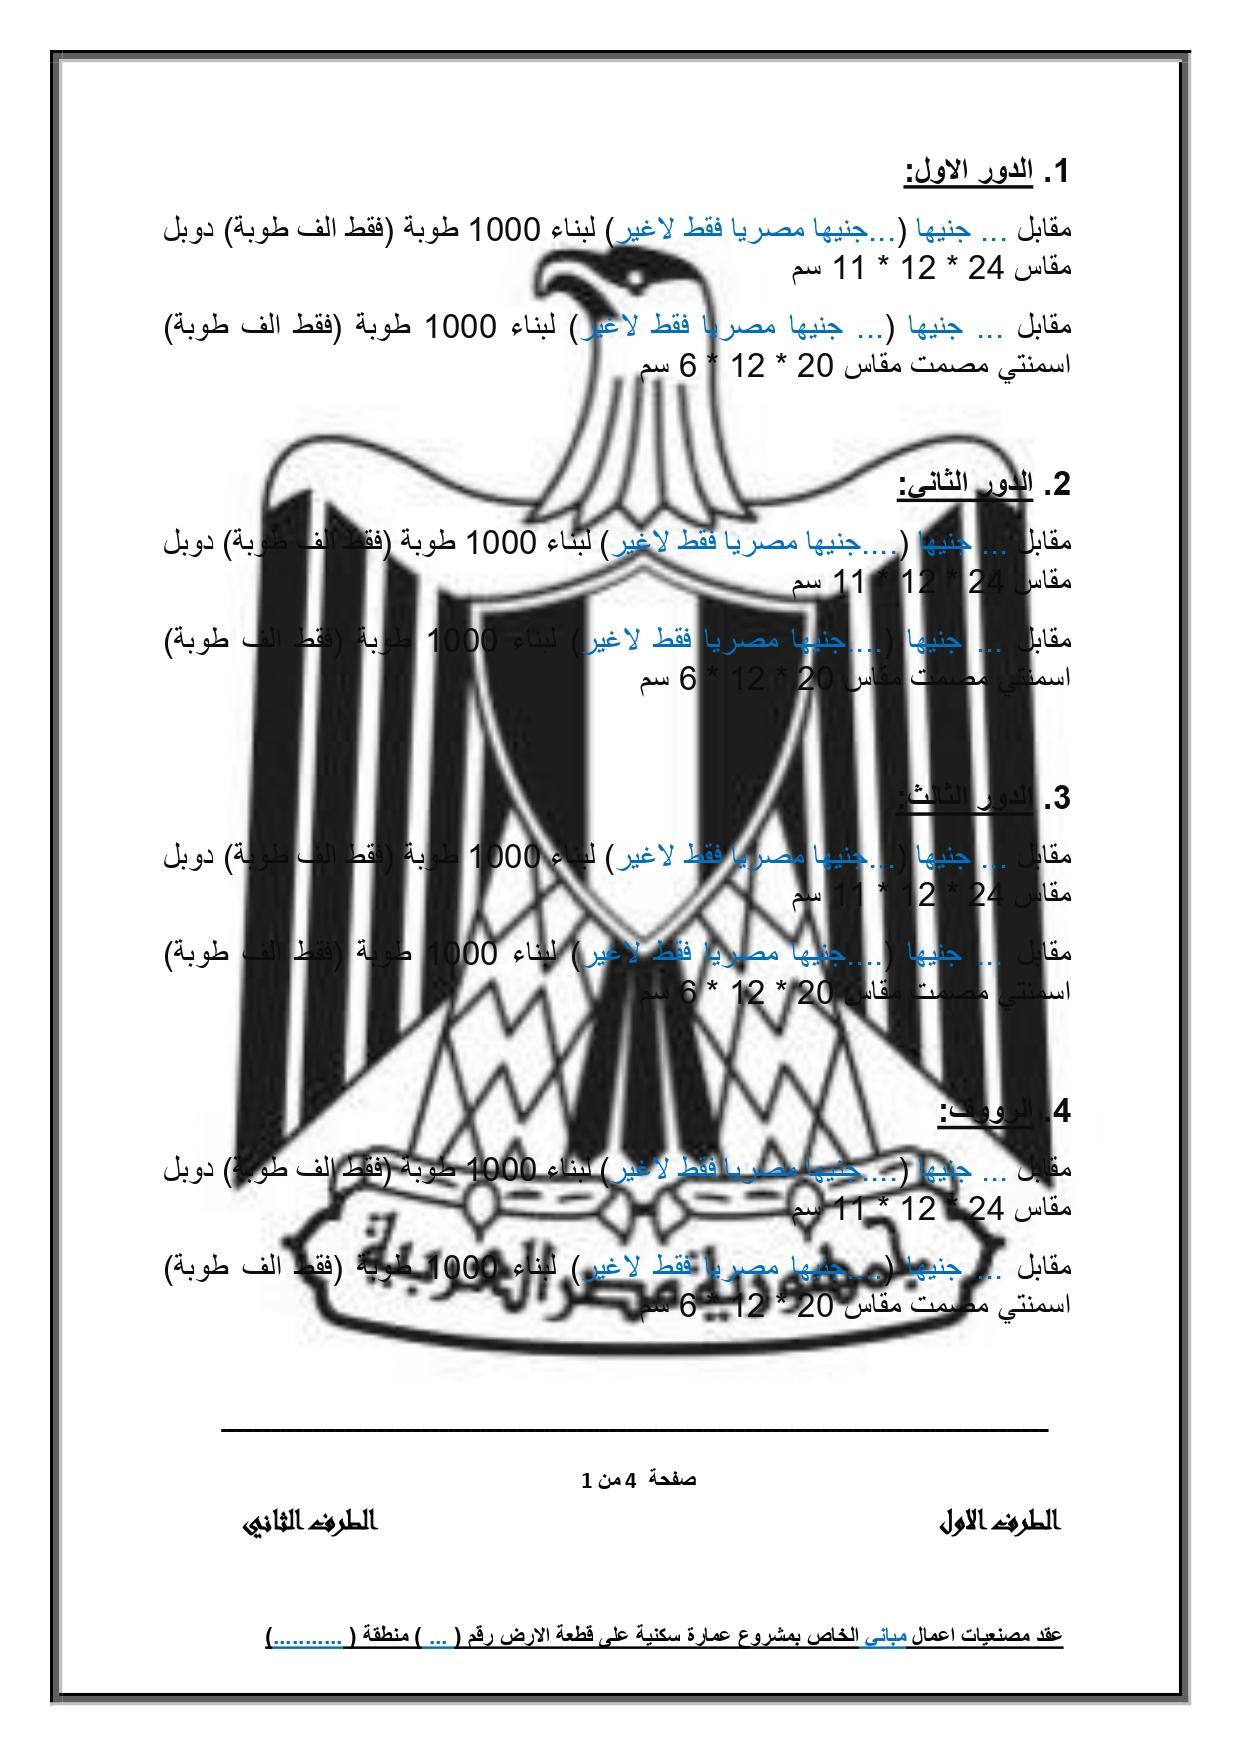 1. الدور الاول:
مقابل ... جنيها (...جنيها مصريا فقط لاغير) لبناء 1000 طوبة (فقط الف طوبة) دوبل
مقاس 24 * 12 * 11 سم
مقابل ... جنيها (... جنيها مصريا فقط لاغير) لبناء 1000 طوبة (فقط الف طوبة)
اسمنتي مصمت مقاس 20 * 12 * 6 سم
2. الدور الثانى:
مقابل ... جنيها (....جنيها مصريا فقط لاغير) لبناء 1000 طوبة (فقط الف طوبة) دوبل
مقاس 24 * 12 * 11 سم
مقابل ... جنيها (....جنيها مصريا فقط لاغير) لبناء 1000 طوبة (فقط الف طوبة)
اسمنتي مصمت مقاس 20 * 12 * 6 سم
3. الدور الثالث:
مقابل ... جنيها (...جنيها مصريا فقط لاغير) لبناء 1000 طوبة (فقط الف طوبة) دوبل
مقاس 24 * 12 * 11 سم
مقابل ... جنيها (....جنيها مصريا فقط لاغير) لبناء 1000 طوبة (فقط الف طوبة)
اسمنتي مصمت مقاس 20 * 12 * 6 سم
4. الرووف:
مقابل ... جنيها (....جنيها مصريا فقط لاغير) لبناء 1000 طوبة (فقط الف طوبة) دوبل
مقاس 24 * 12 * 11 سم
جمهورية مصر العربية
مقابل ... جنيها (....جنيها مصريا فقط لاغير) لبناء 1000 طوبة (فقط الف طوبة)
اسمنتي مصمت مقاس 20 * 12 * 6 سم
صفحة 4 من 1
الطرف الاول الطرف الثاني
عقد مصنعيات اعمال مباني الخاص بمشروع عمارة سكنية على قطعة الارض رقم ( ... ) منطقة ( ...........)